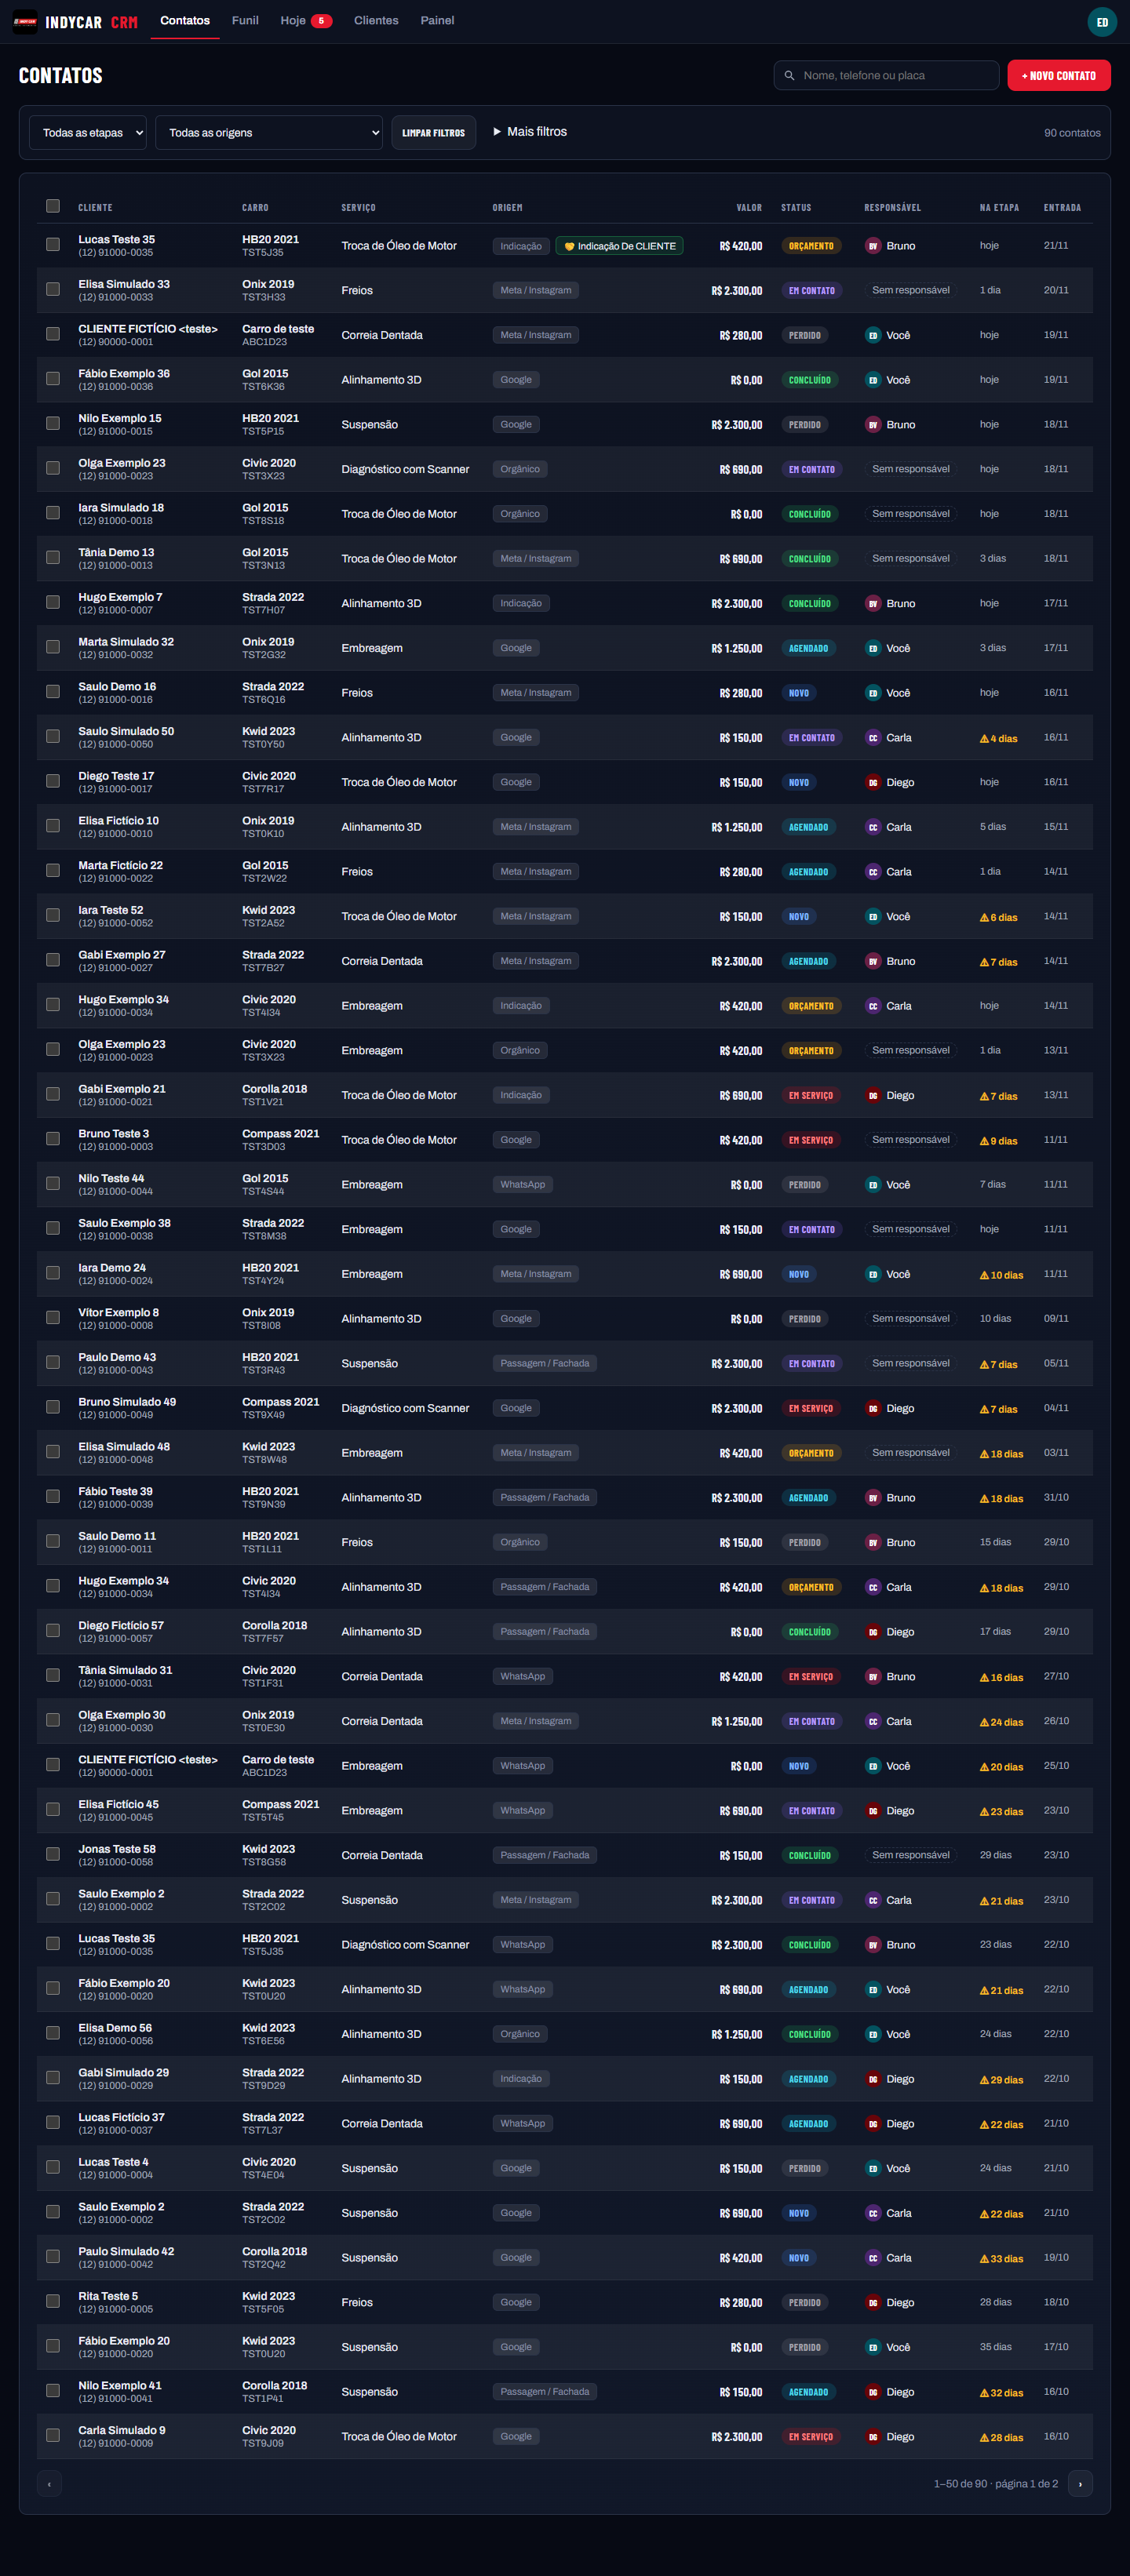 INDYCAR CRM Contatos Funil Hoje 5 Clientes Painel ED
CONTATOS Nome, telefone ou placa + NOVO CONTATO
Todas as etapas Todas as origens LIMPAR FILTROS ▶ Mais filtros 90 contatos
CLIENTE CARRO SERVIÇO ORIGEM VALOR STATUS RESPONSÁVEL NA ETAPA ENTRADA
Lucas Teste 35 HB20 2021 Troca de Óleo de Motor Indicação 🤝 Indicação De CLIENTE R$ 420,00 ORÇAMENTO BV Bruno hoje 21/11
(12) 91000-0035 TST5J35
Elisa Simulado 33 Onix 2019 Freios Meta / Instagram R$ 2.300,00 EM CONTATO Sem responsável 1 dia 20/11
(12) 91000-0033 TST3H33
CLIENTE FICTÍCIO <teste> Carro de teste Correia Dentada Meta / Instagram R$ 280,00 PERDIDO ED Você hoje 19/11
(12) 90000-0001 ABC1D23
Fábio Exemplo 36 Gol 2015 Alinhamento 3D Google R$ 0,00 CONCLUÍDO ED Você hoje 19/11
(12) 91000-0036 TST6K36
Nilo Exemplo 15 HB20 2021 Suspensão Google R$ 2.300,00 PERDIDO BV Bruno hoje 18/11
(12) 91000-0015 TST5P15
Olga Exemplo 23 Civic 2020 Diagnóstico com Scanner Orgânico R$ 690,00 EM CONTATO Sem responsável hoje 18/11
(12) 91000-0023 TST3X23
Iara Simulado 18 Gol 2015 Troca de Óleo de Motor Orgânico R$ 0,00 CONCLUÍDO Sem responsável hoje 18/11
(12) 91000-0018 TST8S18
Tânia Demo 13 Gol 2015 Troca de Óleo de Motor Meta / Instagram R$ 690,00 CONCLUÍDO Sem responsável 3 dias 18/11
(12) 91000-0013 TST3N13
Hugo Exemplo 7 Strada 2022 Alinhamento 3D Indicação R$ 2.300,00 CONCLUÍDO BV Bruno hoje 17/11
(12) 91000-0007 TST7H07
Marta Simulado 32 Onix 2019 Embreagem Google R$ 1.250,00 AGENDADO ED Você 3 dias 17/11
(12) 91000-0032 TST2G32
Saulo Demo 16 Strada 2022 Freios Meta / Instagram R$ 280,00 NOVO ED Você hoje 16/11
(12) 91000-0016 TST6Q16
Saulo Simulado 50 Kwid 2023 Alinhamento 3D Google R$ 150,00 EM CONTATO CC Carla ⚠ 4 dias 16/11
(12) 91000-0050 TST0Y50
Diego Teste 17 Civic 2020 Troca de Óleo de Motor Google R$ 150,00 NOVO DG Diego hoje 16/11
(12) 91000-0017 TST7R17
Elisa Fictício 10 Onix 2019 Alinhamento 3D Meta / Instagram R$ 1.250,00 AGENDADO CC Carla 5 dias 15/11
(12) 91000-0010 TST0K10
Marta Fictício 22 Gol 2015 Freios Meta / Instagram R$ 280,00 AGENDADO CC Carla 1 dia 14/11
(12) 91000-0022 TST2W22
Iara Teste 52 Kwid 2023 Troca de Óleo de Motor Meta / Instagram R$ 150,00 NOVO ED Você ⚠ 6 dias 14/11
(12) 91000-0052 TST2A52
Gabi Exemplo 27 Strada 2022 Correia Dentada Meta / Instagram R$ 2.300,00 AGENDADO BV Bruno ⚠ 7 dias 14/11
(12) 91000-0027 TST7B27
Hugo Exemplo 34 Civic 2020 Embreagem Indicação R$ 420,00 ORÇAMENTO CC Carla hoje 14/11
(12) 91000-0034 TST4I34
Olga Exemplo 23 Civic 2020 Embreagem Orgânico R$ 420,00 ORÇAMENTO Sem responsável 1 dia 13/11
(12) 91000-0023 TST3X23
Gabi Exemplo 21 Corolla 2018 Troca de Óleo de Motor Indicação R$ 690,00 EM SERVIÇO DG Diego ⚠ 7 dias 13/11
(12) 91000-0021 TST1V21
Bruno Teste 3 Compass 2021 Troca de Óleo de Motor Google R$ 420,00 EM SERVIÇO Sem responsável ⚠ 9 dias 11/11
(12) 91000-0003 TST3D03
Nilo Teste 44 Gol 2015 Embreagem WhatsApp R$ 0,00 PERDIDO ED Você 7 dias 11/11
(12) 91000-0044 TST4S44
Saulo Exemplo 38 Strada 2022 Embreagem Google R$ 150,00 EM CONTATO Sem responsável hoje 11/11
(12) 91000-0038 TST8M38
Iara Demo 24 HB20 2021 Embreagem Meta / Instagram R$ 690,00 NOVO ED Você ⚠ 10 dias 11/11
(12) 91000-0024 TST4Y24
Vítor Exemplo 8 Onix 2019 Alinhamento 3D Google R$ 0,00 PERDIDO Sem responsável 10 dias 09/11
(12) 91000-0008 TST8I08
Paulo Demo 43 HB20 2021 Suspensão Passagem / Fachada R$ 2.300,00 EM CONTATO Sem responsável ⚠ 7 dias 05/11
(12) 91000-0043 TST3R43
Bruno Simulado 49 Compass 2021 Diagnóstico com Scanner Google R$ 2.300,00 EM SERVIÇO DG Diego ⚠ 7 dias 04/11
(12) 91000-0049 TST9X49
Elisa Simulado 48 Kwid 2023 Embreagem Meta / Instagram R$ 420,00 ORÇAMENTO Sem responsável ⚠ 18 dias 03/11
(12) 91000-0048 TST8W48
Fábio Teste 39 HB20 2021 Alinhamento 3D Passagem / Fachada R$ 2.300,00 AGENDADO BV Bruno ⚠ 18 dias 31/10
(12) 91000-0039 TST9N39
Saulo Demo 11 HB20 2021 Freios Orgânico R$ 150,00 PERDIDO BV Bruno 15 dias 29/10
(12) 91000-0011 TST1L11
Hugo Exemplo 34 Civic 2020 Alinhamento 3D Passagem / Fachada R$ 420,00 ORÇAMENTO CC Carla ⚠ 18 dias 29/10
(12) 91000-0034 TST4I34
Diego Fictício 57 Corolla 2018 Alinhamento 3D Passagem / Fachada R$ 0,00 CONCLUÍDO DG Diego 17 dias 29/10
(12) 91000-0057 TST7F57
Tânia Simulado 31 Civic 2020 Correia Dentada WhatsApp R$ 420,00 EM SERVIÇO BV Bruno ⚠ 16 dias 27/10
(12) 91000-0031 TST1F31
Olga Exemplo 30 Onix 2019 Correia Dentada Meta / Instagram R$ 1.250,00 EM CONTATO CC Carla ⚠ 24 dias 26/10
(12) 91000-0030 TST0E30
CLIENTE FICTÍCIO <teste> Carro de teste Embreagem WhatsApp R$ 0,00 NOVO ED Você ⚠ 20 dias 25/10
(12) 90000-0001 ABC1D23
Elisa Fictício 45 Compass 2021 Embreagem WhatsApp R$ 690,00 EM CONTATO DG Diego ⚠ 23 dias 23/10
(12) 91000-0045 TST5T45
Jonas Teste 58 Kwid 2023 Correia Dentada Passagem / Fachada R$ 150,00 CONCLUÍDO Sem responsável 29 dias 23/10
(12) 91000-0058 TST8G58
Saulo Exemplo 2 Strada 2022 Suspensão Meta / Instagram R$ 2.300,00 EM CONTATO CC Carla ⚠ 21 dias 23/10
(12) 91000-0002 TST2C02
Lucas Teste 35 HB20 2021 Diagnóstico com Scanner WhatsApp R$ 2.300,00 CONCLUÍDO BV Bruno 23 dias 22/10
(12) 91000-0035 TST5J35
Fábio Exemplo 20 Kwid 2023 Alinhamento 3D WhatsApp R$ 690,00 AGENDADO ED Você ⚠ 21 dias 22/10
(12) 91000-0020 TST0U20
Elisa Demo 56 Kwid 2023 Alinhamento 3D Orgânico R$ 1.250,00 CONCLUÍDO ED Você 24 dias 22/10
(12) 91000-0056 TST6E56
Gabi Simulado 29 Strada 2022 Alinhamento 3D Indicação R$ 150,00 AGENDADO DG Diego ⚠ 29 dias 22/10
(12) 91000-0029 TST9D29
Lucas Fictício 37 Strada 2022 Correia Dentada WhatsApp R$ 690,00 AGENDADO DG Diego ⚠ 22 dias 21/10
(12) 91000-0037 TST7L37
Lucas Teste 4 Civic 2020 Suspensão Google R$ 150,00 PERDIDO ED Você 24 dias 21/10
(12) 91000-0004 TST4E04
Saulo Exemplo 2 Strada 2022 Suspensão Google R$ 690,00 NOVO CC Carla ⚠ 22 dias 21/10
(12) 91000-0002 TST2C02
Paulo Simulado 42 Corolla 2018 Suspensão Google R$ 420,00 NOVO CC Carla ⚠ 33 dias 19/10
(12) 91000-0042 TST2Q42
Rita Teste 5 Kwid 2023 Freios Google R$ 280,00 PERDIDO DG Diego 28 dias 18/10
(12) 91000-0005 TST5F05
Fábio Exemplo 20 Kwid 2023 Suspensão Google R$ 0,00 PERDIDO ED Você 35 dias 17/10
(12) 91000-0020 TST0U20
Nilo Exemplo 41 Corolla 2018 Suspensão Passagem / Fachada R$ 150,00 AGENDADO DG Diego ⚠ 32 dias 16/10
(12) 91000-0041 TST1P41
Carla Simulado 9 Civic 2020 Troca de Óleo de Motor Google R$ 2.300,00 EM SERVIÇO DG Diego ⚠ 28 dias 16/10
(12) 91000-0009 TST9J09
‹ 1–50 de 90 · página 1 de 2 ›